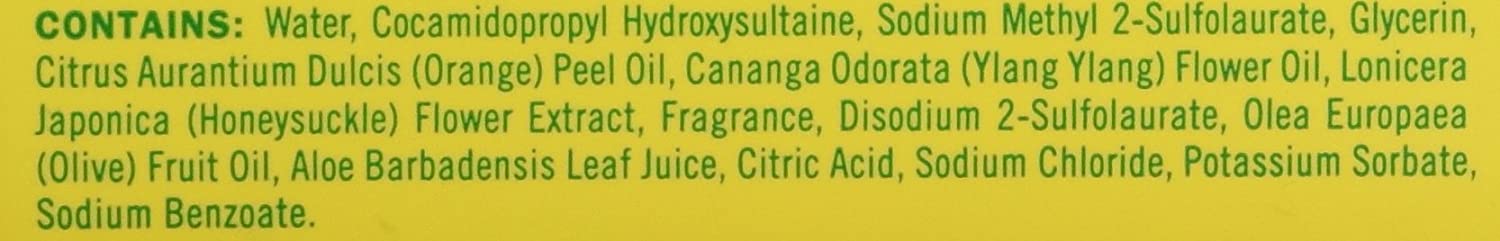 CONTAINS: Water, Cocamidopropyl Hydroxysultaine, Sodium Methyl 2-Sulfolaurate, Glycerin,
Citrus Aurantium Dulcis (Orange) Peel Oil, Cananga Odorata (Ylang Ylang) Flower Oil, Lonicera
Japonica (Honeysuckle) Flower Extract, Fragrance, Disodium 2-Sulfolaurate, Olea Europaea
(Olive) Fruit Oil, Aloe Barbadensis Leaf Juice, Citric Acid, Sodium Chloride, Potassium Sorbate,
Sodium Benzoate.